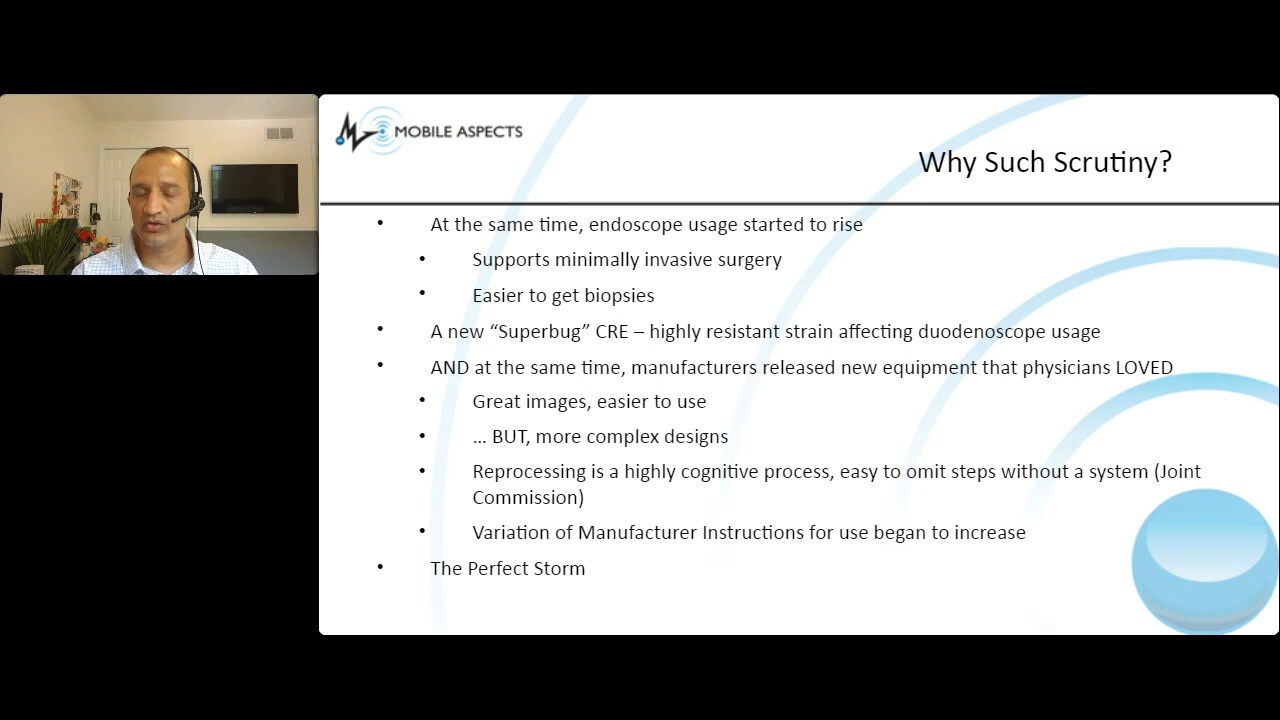 MOBILE ASPECTS
Why Such Scrutiny?
• At the same time, endoscope usage started to rise
• Supports minimally invasive surgery
• Easier to get biopsies
• A new “Superbug” CRE – highly resistant strain affecting duodenoscope usage
• AND at the same time, manufacturers released new equipment that physicians LOVED
• Great images, easier to use
• ... BUT, more complex designs
• Reprocessing is a highly cognitive process, easy to omit steps without a system (Joint
Commission)
• Variation of Manufacturer Instructions for use began to increase
• The Perfect Storm